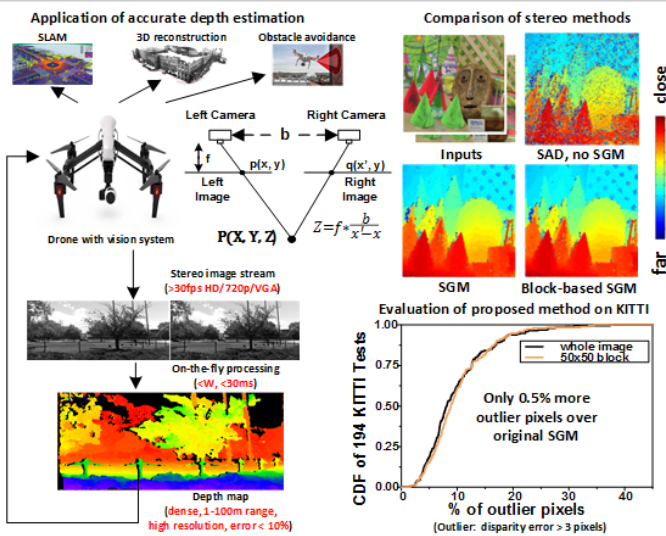 Application of accurate depth estimation
SLAM
3D reconstruction
Obstacle avoidance
Left Camera
Right Camera
b
f
p(x, y)
q(x', y)
Left
Image
Right
Image
P(X, Y, Z)
Z=f*b/(x'-x)
Drone with vision system
Stereo image stream
(>30fps HD/720p/VGA)
On-the-fly processing
(<W, <30ms)
Depth map
(dense, 1-100m range,
high resolution, error < 10%)
Comparison of stereo methods
Inputs
SAD, no SGM
SGM
Block-based SGM
close
far
Evaluation of proposed method on KITTI
CDF of 194 KITTI Tests
1.00
0.75
0.50
0.25
0.00
whole image
50x50 block
Only 0.5% more
outlier pixels over
original SGM
0
10
20
30
40
% of outlier pixels
(Outlier: disparity error > 3 pixels)